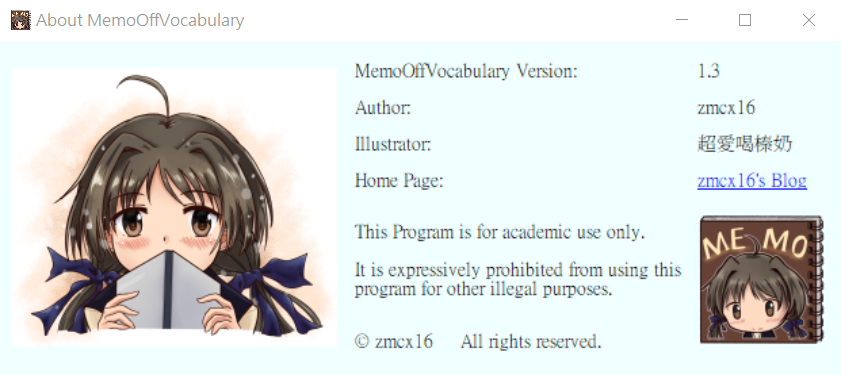 About MemoOffVocabulary
MemoOffVocabulary Version: 1.3
Author: zmcx16
Illustrator: 超愛喝榛奶
Home Page: zmcx16's Blog
This Program is for academic use only.
It is expressively prohibited from using this
program for other illegal purposes.
© zmcx16 All rights reserved.
MEMO